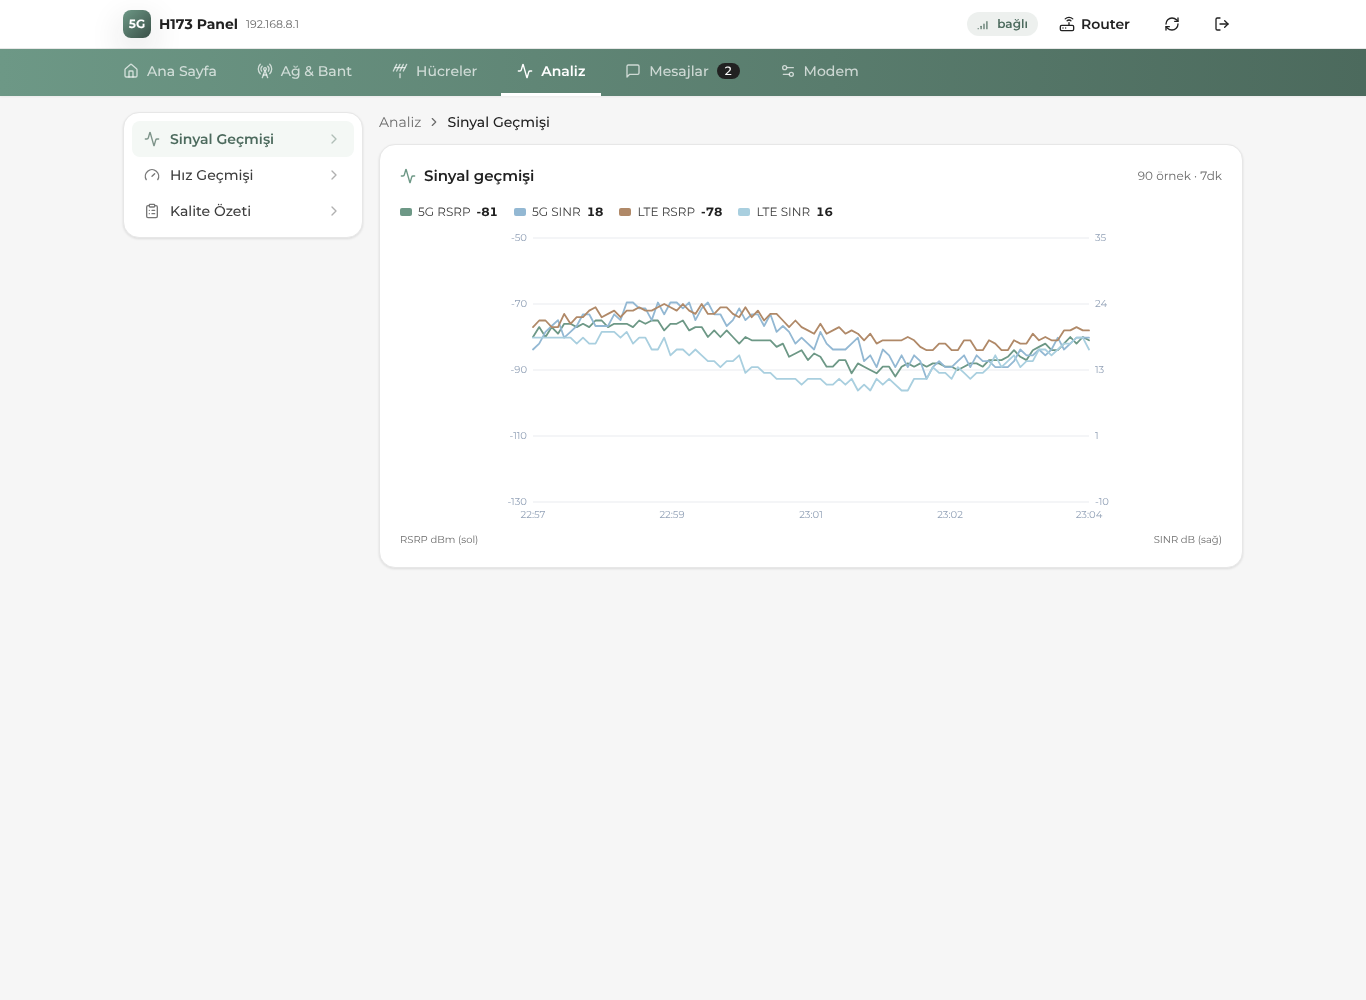 5G H173 Panel 192.168.8.1 bağlı Router
Ana Sayfa Ağ & Bant Hücreler Analiz Mesajlar 2 Modem
Sinyal Geçmişi
Hız Geçmişi
Kalite Özeti
Analiz > Sinyal Geçmişi
Sinyal geçmişi 90 örnek · 7dk
5G RSRP -81 5G SINR 18 LTE RSRP -78 LTE SINR 16
-50 35
-70 24
-90 13
-110 1
-130 -10
22:57 22:59 23:01 23:02 23:04
RSRP dBm (sol) SINR dB (sağ)